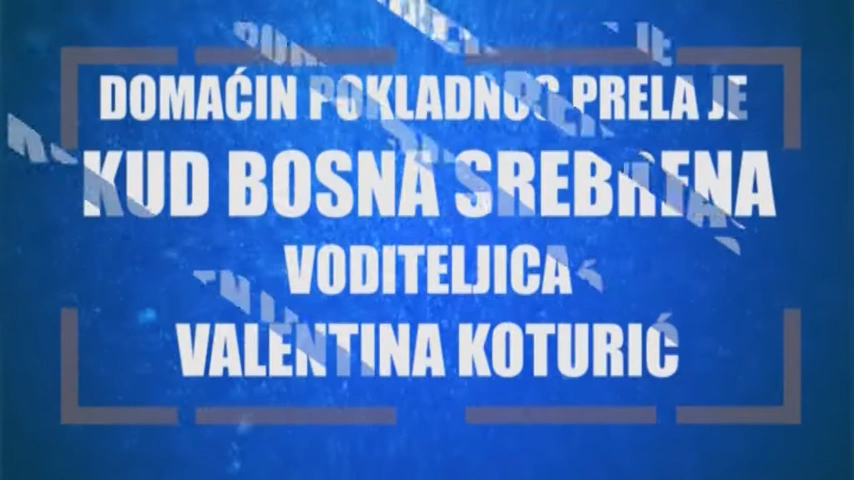 DOMAĆIN POKLADNOG PRELA JE
KUD BOSNA SREBRENA
VODITELJICA
VALENTINA KOTURIĆ